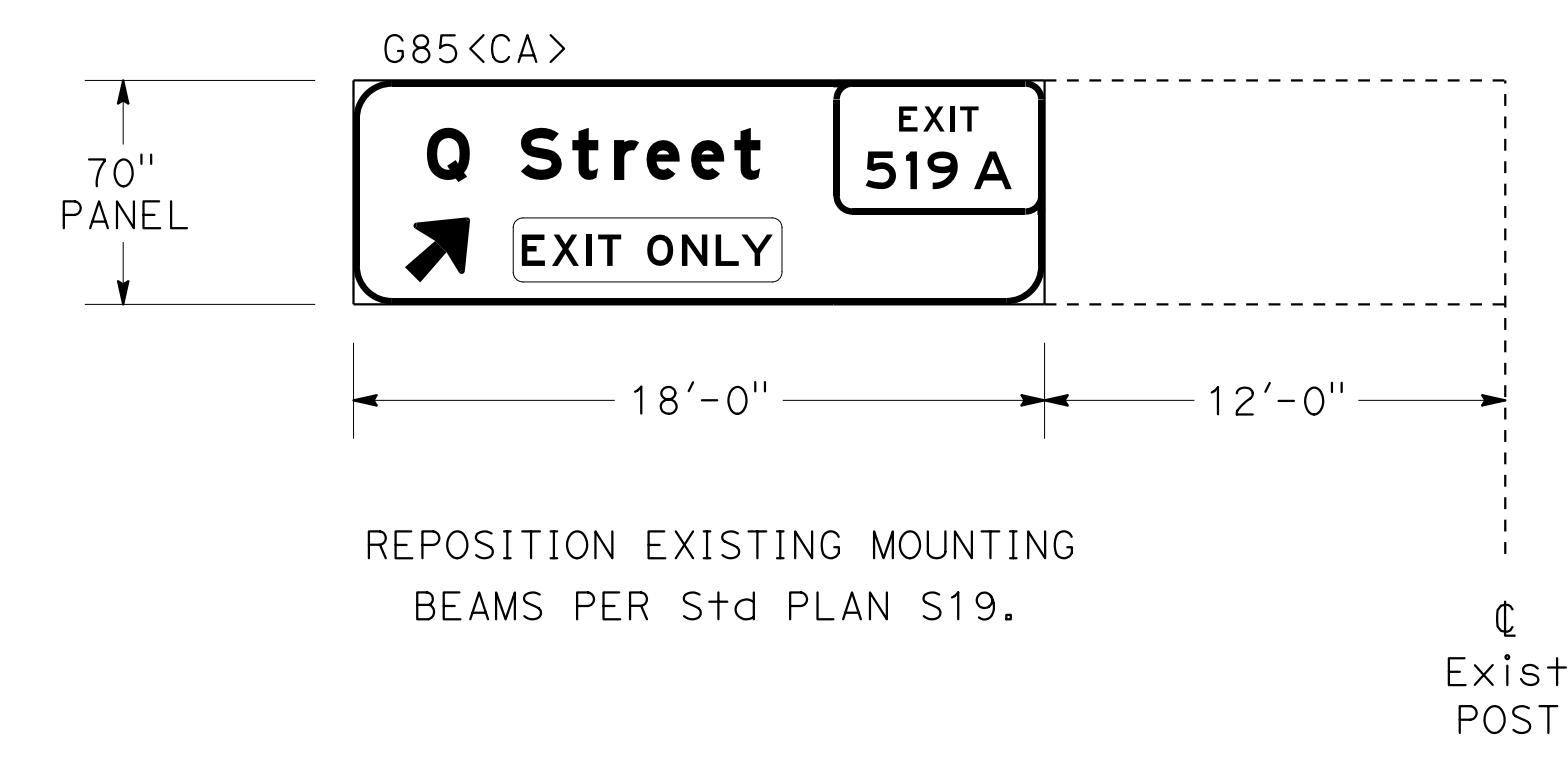 G85<CA>
70"
PANEL
Q Street
EXIT
519 A
EXIT ONLY
18'-0"
12'-0"
REPOSITION EXISTING MOUNTING
BEAMS PER Std PLAN S19.
℄
Exist
POST